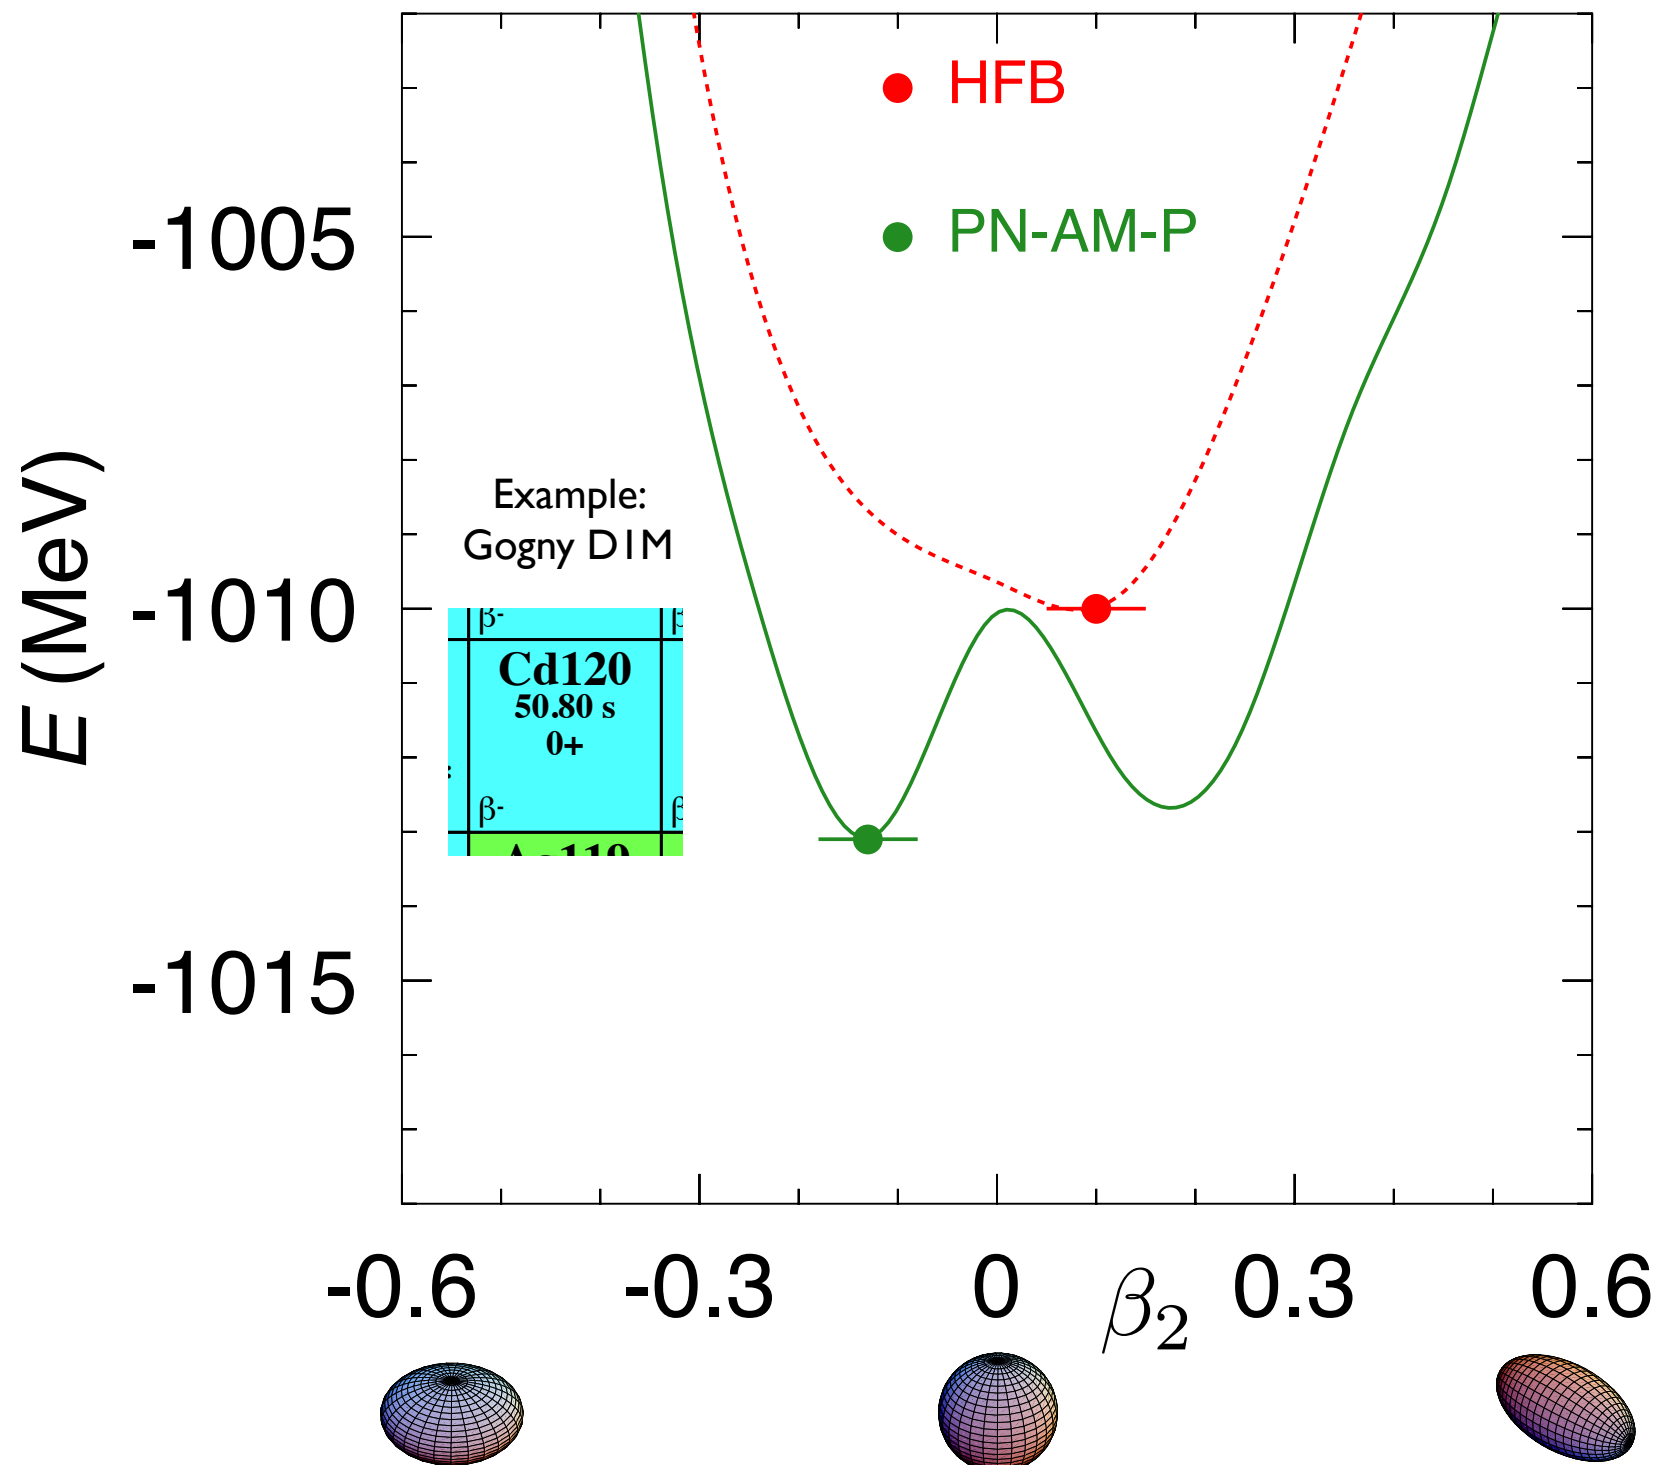 HFB
PN-AM-P
-1005
-1010
-1015
E (MeV)
Example:
Gogny D1M
β-
Cd120
50.80 s
0+
β-
-0.6
-0.3
0
0.3
0.6
β₂